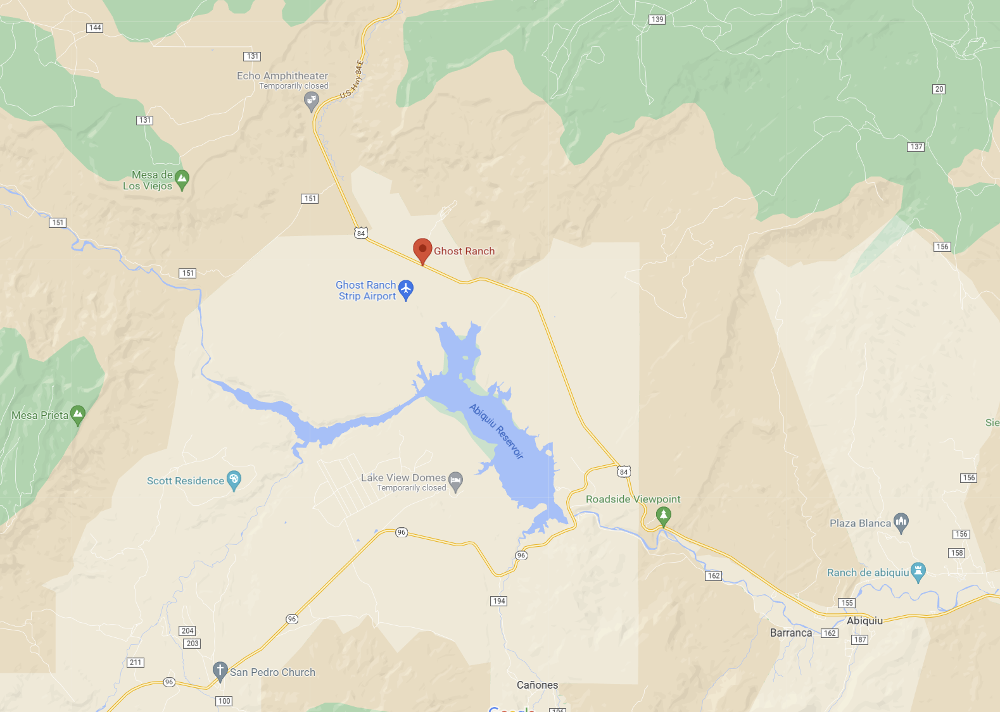 144
139
131
Echo Amphitheater
Temporarily closed
U.S. Hwy 84 E
20
131
137
Mesa de
Los Viejos
151
151
84
156
Ghost Ranch
151
Ghost Ranch
Strip Airport
Abiquiu Reservoir
Mesa Prieta
Sie
84
Scott Residence
Lake View Domes
Temporarily closed
156
Roadside Viewpoint
Plaza Blanca
96
156
96
158
162
Ranch de abiquiu
194
155
96
Abiquiu
204
Barranca
162
187
203
211
San Pedro Church
96
Cañones
100
Google
196